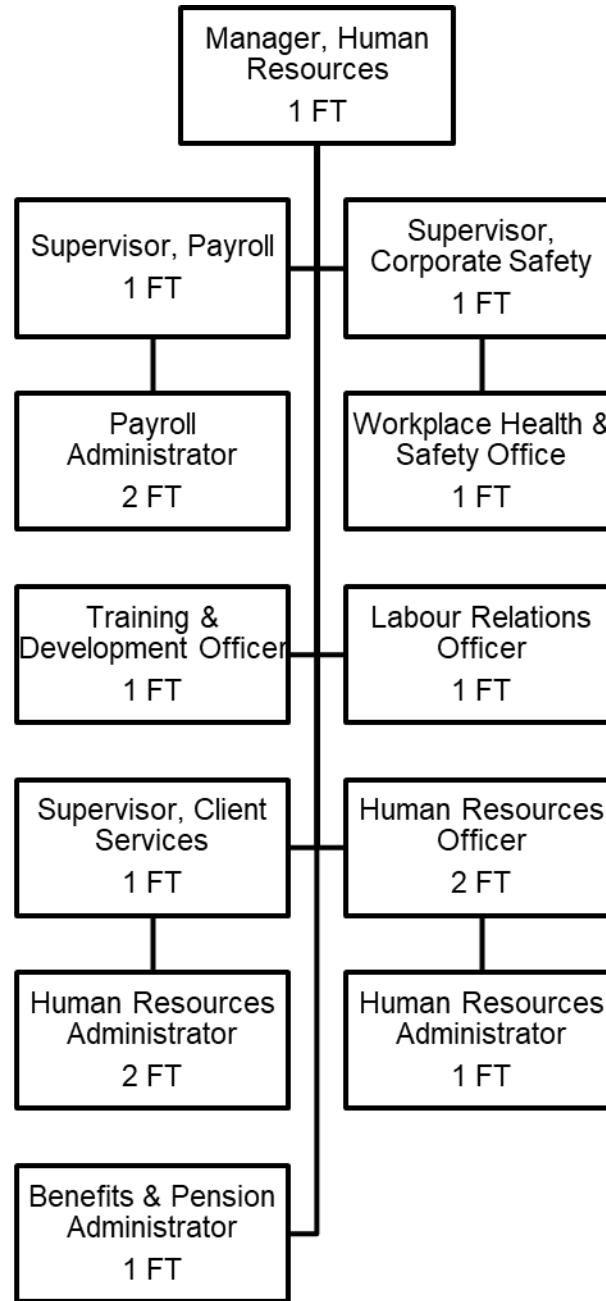 Manager, Human
Resources
1 FT
Supervisor, Payroll
1 FT
Supervisor,
Corporate Safety
1 FT
Payroll
Administrator
2 FT
Workplace Health &
Safety Office
1 FT
Training &
Development Officer
1 FT
Labour Relations
Officer
1 FT
Supervisor, Client
Services
1 FT
Human Resources
Officer
2 FT
Human Resources
Administrator
2 FT
Human Resources
Administrator
1 FT
Benefits & Pension
Administrator
1 FT